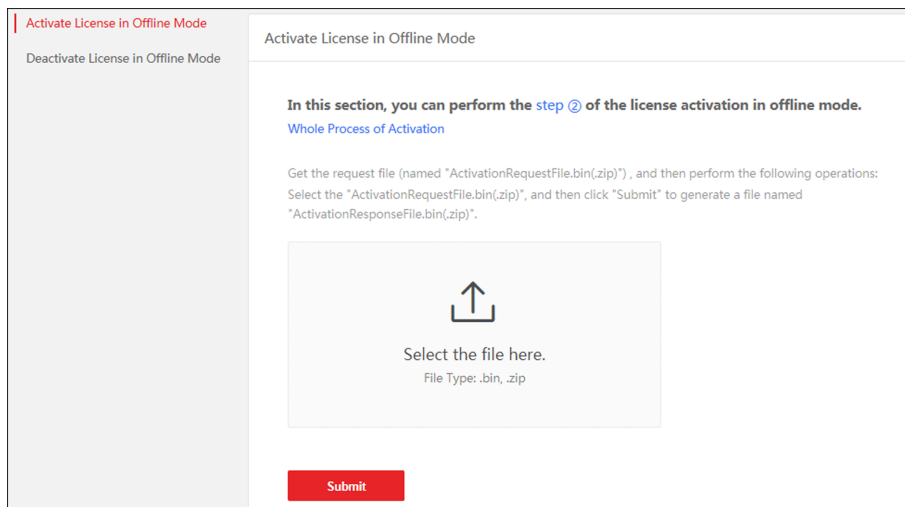 Activate License in Offline Mode
Deactivate License in Offline Mode
Activate License in Offline Mode
In this section, you can perform the step ② of the license activation in offline mode.
Whole Process of Activation
Get the request file (named "ActivationRequestFile.bin(.zip)") , and then perform the following operations:
Select the "ActivationRequestFile.bin(.zip)", and then click "Submit" to generate a file named
"ActivationResponseFile.bin(.zip)".
Select the file here.
File Type: .bin, .zip
Submit